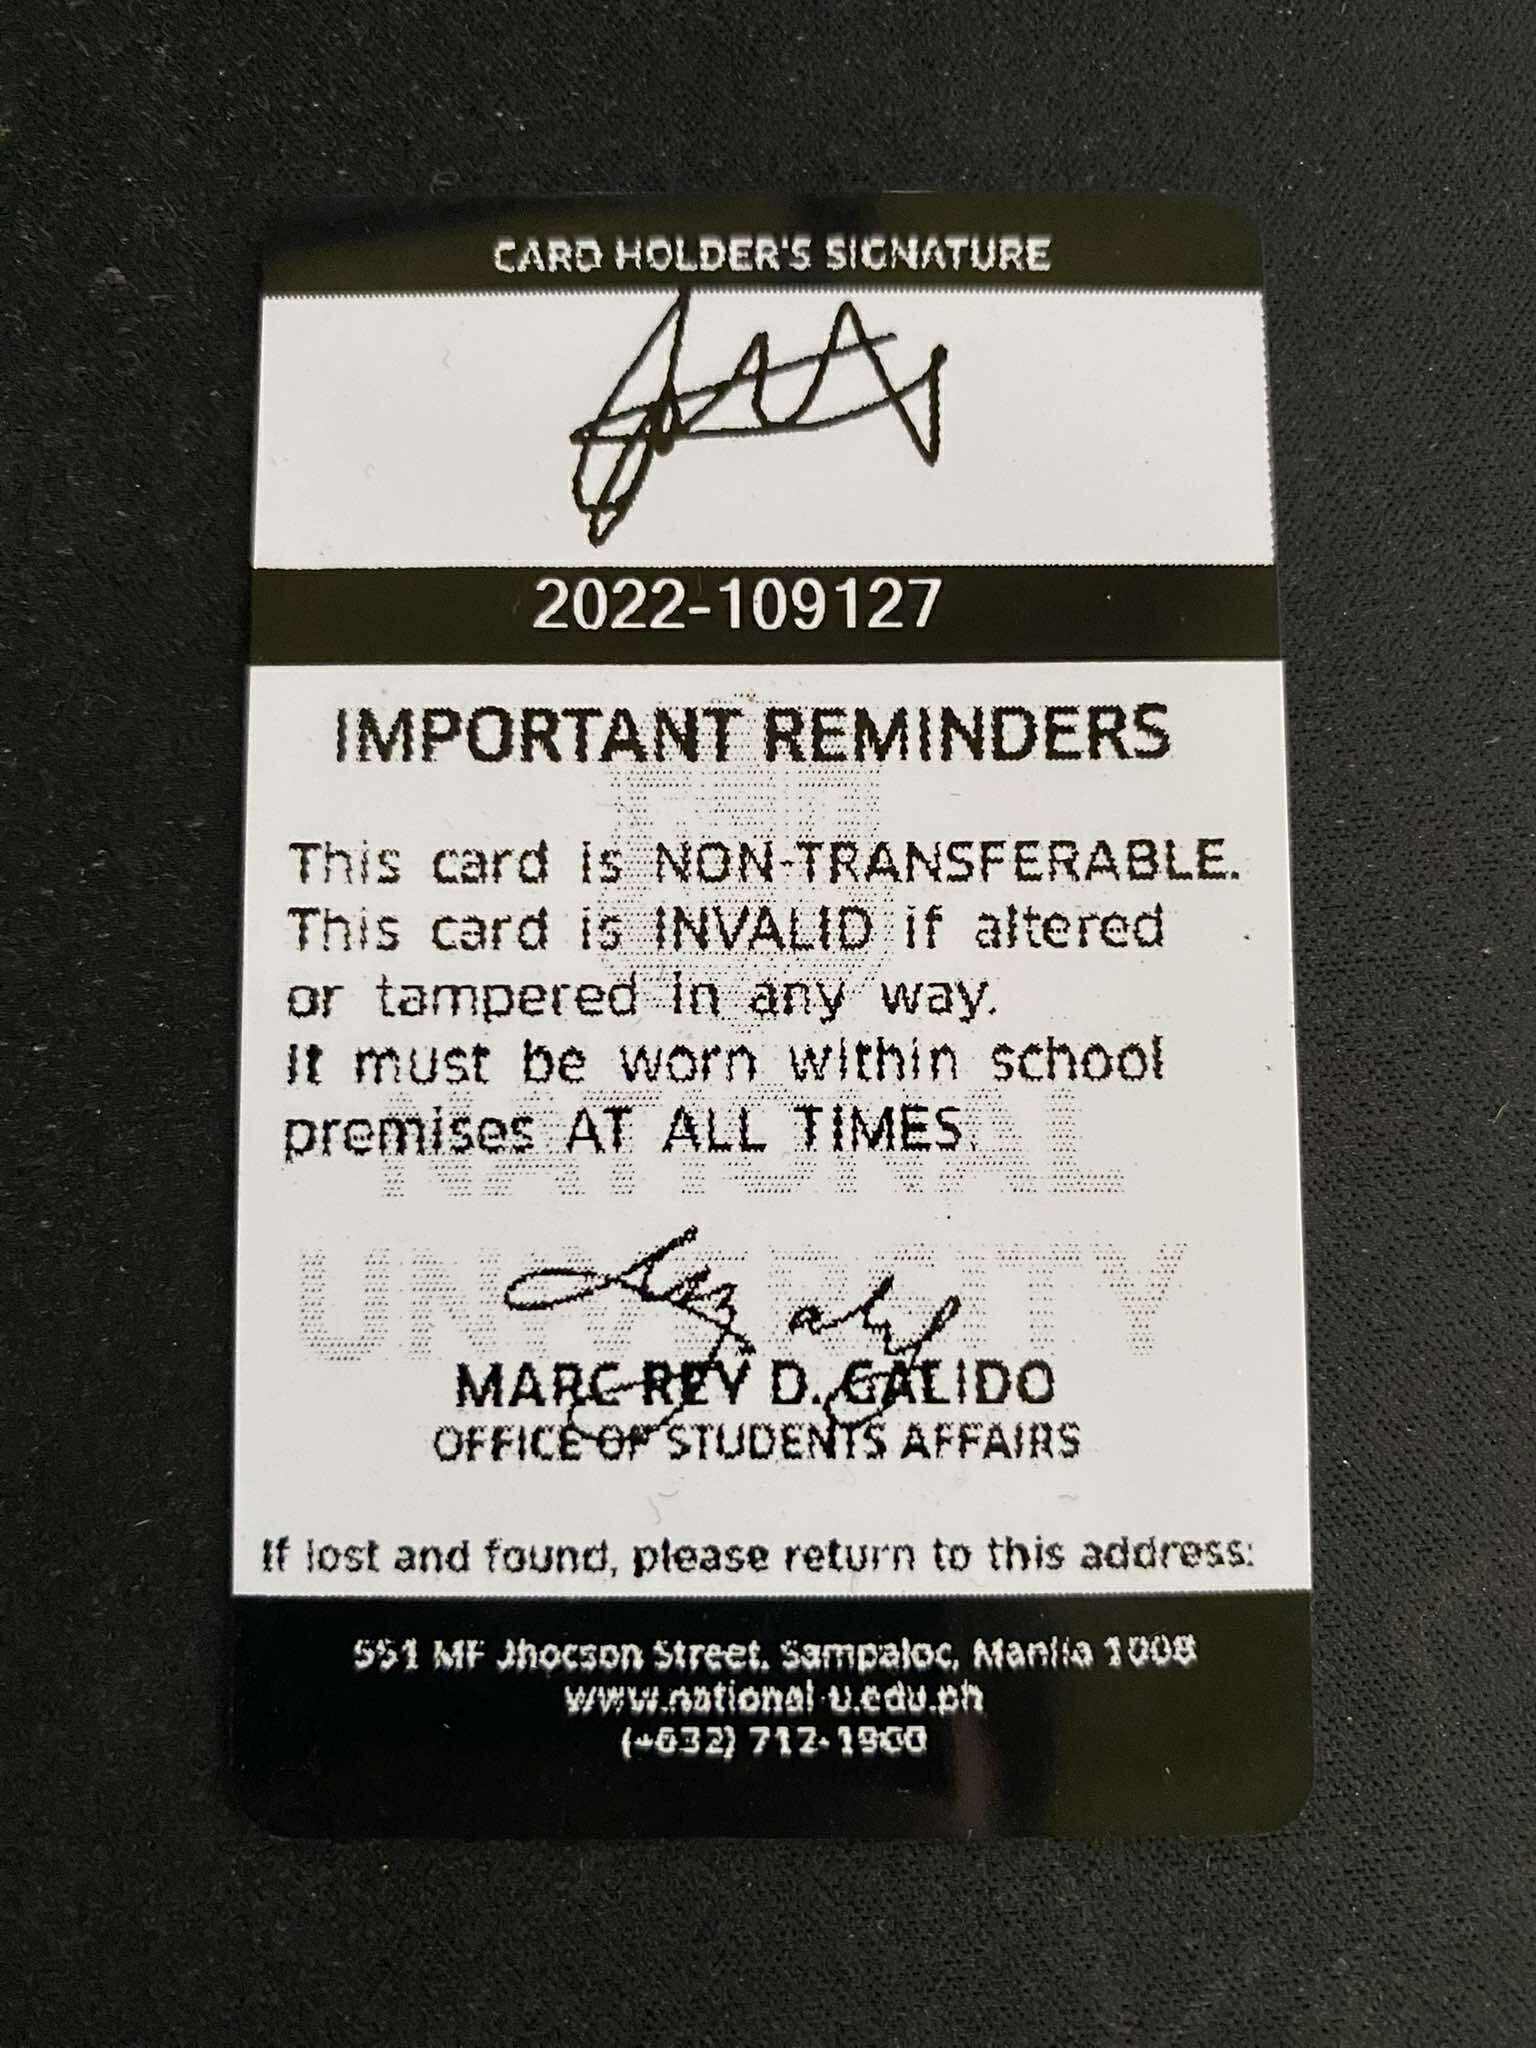 CARD HOLDER'S SIGNATURE
2022-109127
IMPORTANT REMINDERS
This card is NON-TRANSFERABLE.
This card is INVALID if altered
or tampered in any way.
It must be worn within school
premises AT ALL TIMES.
NATIONAL
UNIVERSITY
MARC REY D. GALIDO
OFFICE OF STUDENTS AFFAIRS
If lost and found, please return to this address:
551 MF Jhocson Street, Sampaloc, Manila 1008
www.national-u.edu.ph
(+632) 712-1900